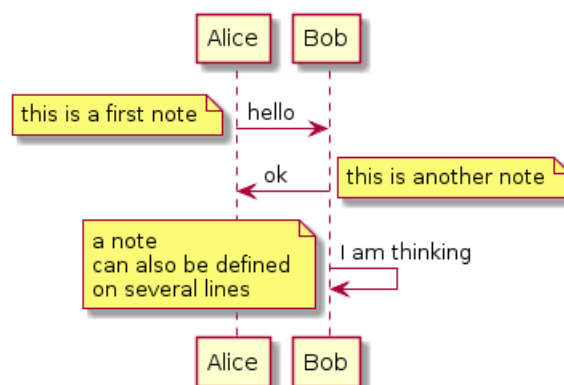 Alice Bob
this is a first note
hello
ok
this is another note
a note
can also be defined
on several lines
I am thinking
Alice Bob